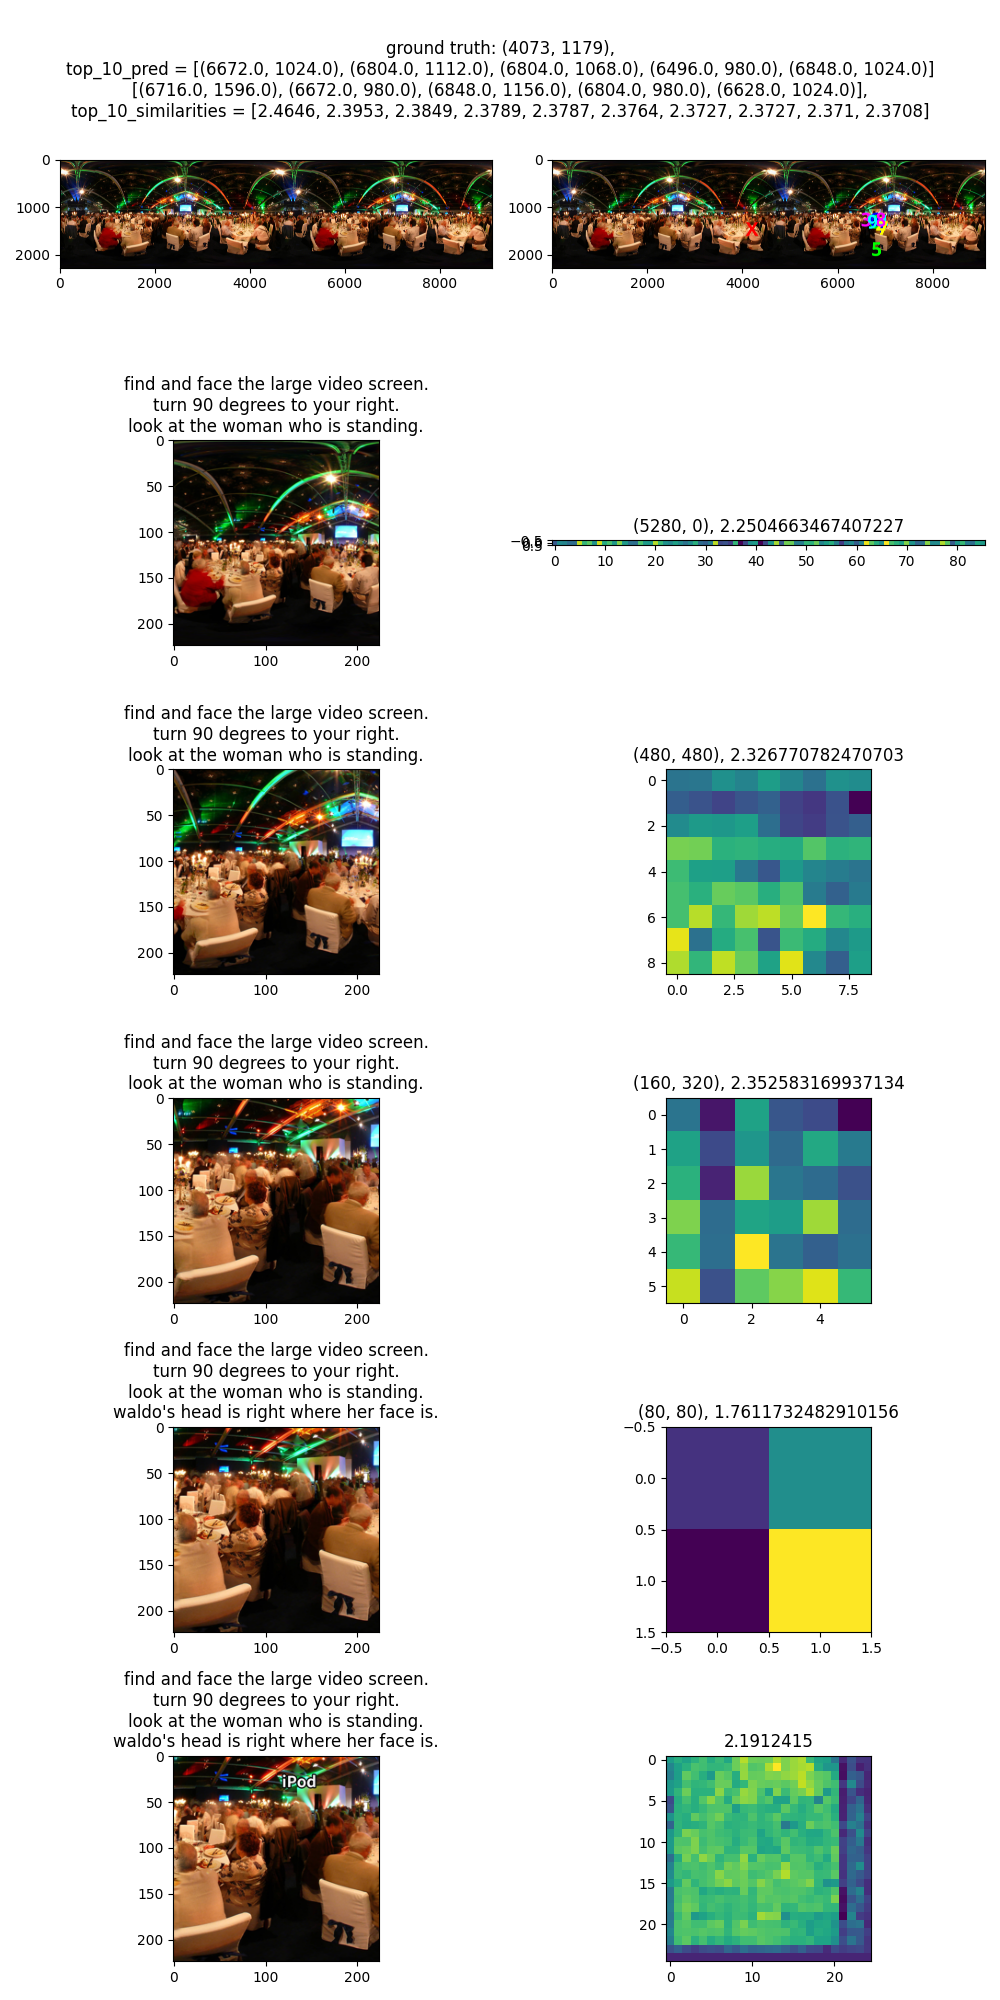 ground truth: (4073, 1179),
top_10_pred = [(6672.0, 1024.0), (6804.0, 1112.0), (6804.0, 1068.0), (6496.0, 980.0), (6848.0, 1024.0)]
[(6716.0, 1596.0), (6672.0, 980.0), (6848.0, 1156.0), (6804.0, 980.0), (6628.0, 1024.0)],
top_10_similarities = [2.4646, 2.3953, 2.3849, 2.3789, 2.3787, 2.3764, 2.3727, 2.3727, 2.371, 2.3708]
0
1000
2000
0 2000 4000 6000 8000
0
1000
2000
X
5
0 2000 4000 6000 8000
find and face the large video screen.
turn 90 degrees to your right.
look at the woman who is standing.
0
50
100
150
200
0 100 200
(5280, 0), 2.2504663467407227
0 10 20 30 40 50 60 70 80
find and face the large video screen.
turn 90 degrees to your right.
look at the woman who is standing.
0
50
100
150
200
0 100 200
(480, 480), 2.326770782470703
0
2
4
6
8
0.0 2.5 5.0 7.5
find and face the large video screen.
turn 90 degrees to your right.
look at the woman who is standing.
0
50
100
150
200
0 100 200
(160, 320), 2.352583169937134
0
1
2
3
4
5
0 2 4
find and face the large video screen.
turn 90 degrees to your right.
look at the woman who is standing.
waldo's head is right where her face is.
0
50
100
150
200
0 100 200
(80, 80), 1.7611732482910156
−0.5
0.0
0.5
1.0
1.5
−0.5 0.0 0.5 1.0 1.5
find and face the large video screen.
turn 90 degrees to your right.
look at the woman who is standing.
waldo's head is right where her face is.
0
50
100
150
200
iPod
0 100 200
2.1912415
0
5
10
15
20
0 10 20